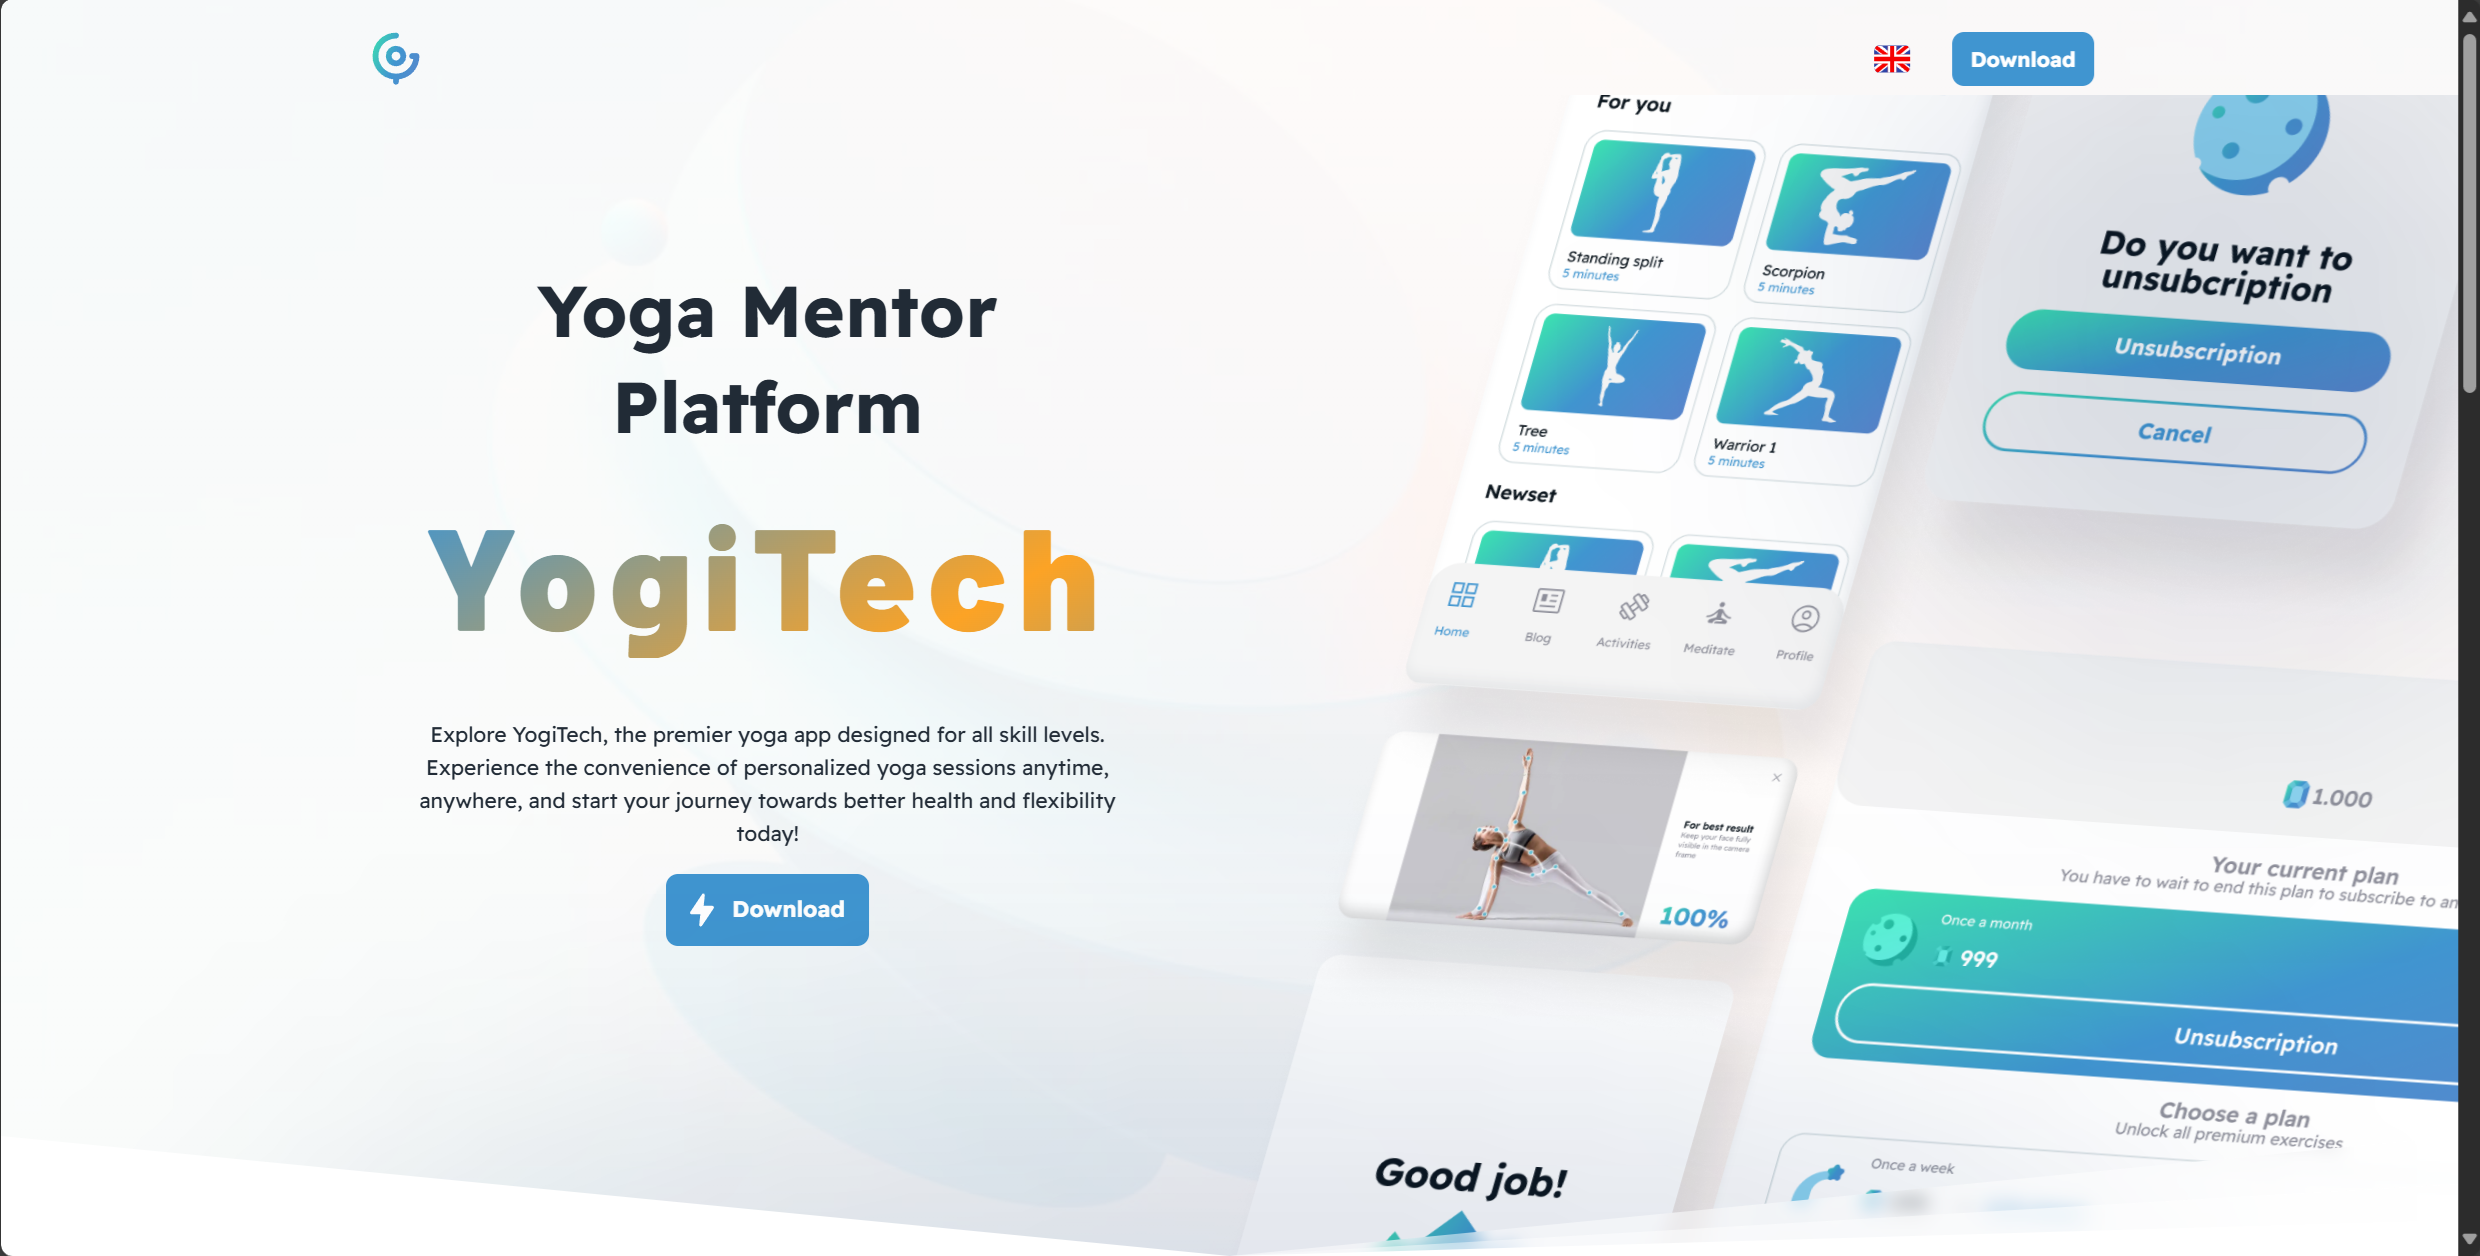 Download
Yoga Mentor
Platform
YogiTech
Explore YogiTech, the premier yoga app designed for all skill levels.
Experience the convenience of personalized yoga sessions anytime,
anywhere, and start your journey towards better health and flexibility
today!
Download
For you
Standing split
5 minutes
Scorpion
5 minutes
Tree
5 minutes
Warrior 1
5 minutes
Newset
Home
Blog
Activities
Meditate
Profile
Do you want to
unsubcription
Unsubscription
Cancel
For best result
Keep your face fully
visible in the camera
frame
100%
1.000
Your current plan
You have to wait to end this plan to subscribe to an
Once a month
999
Unsubscription
Choose a plan
Unlock all premium exercises
Once a week
Good job!